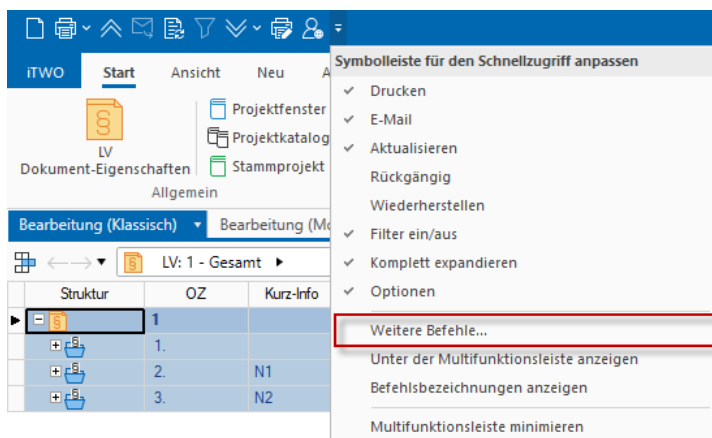 Symbolleiste für den Schnellzugriff anpassen
iTWO Start Ansicht Neu
Drucken
E-Mail
Aktualisieren
Rückgängig
Wiederherstellen
Filter ein/aus
Komplett expandieren
Optionen
Weitere Befehle...
Unter der Multifunktionsleiste anzeigen
Befehlsbezeichnungen anzeigen
Multifunktionsleiste minimieren
LV
Dokument-Eigenschaften
Projektfenster
Projektkatalog
Stammprojekt
Allgemein
Bearbeitung (Klassisch) Bearbeitung (Mo
LV: 1 - Gesamt
Struktur OZ Kurz-Info
1
1.
2. N1
3. N2